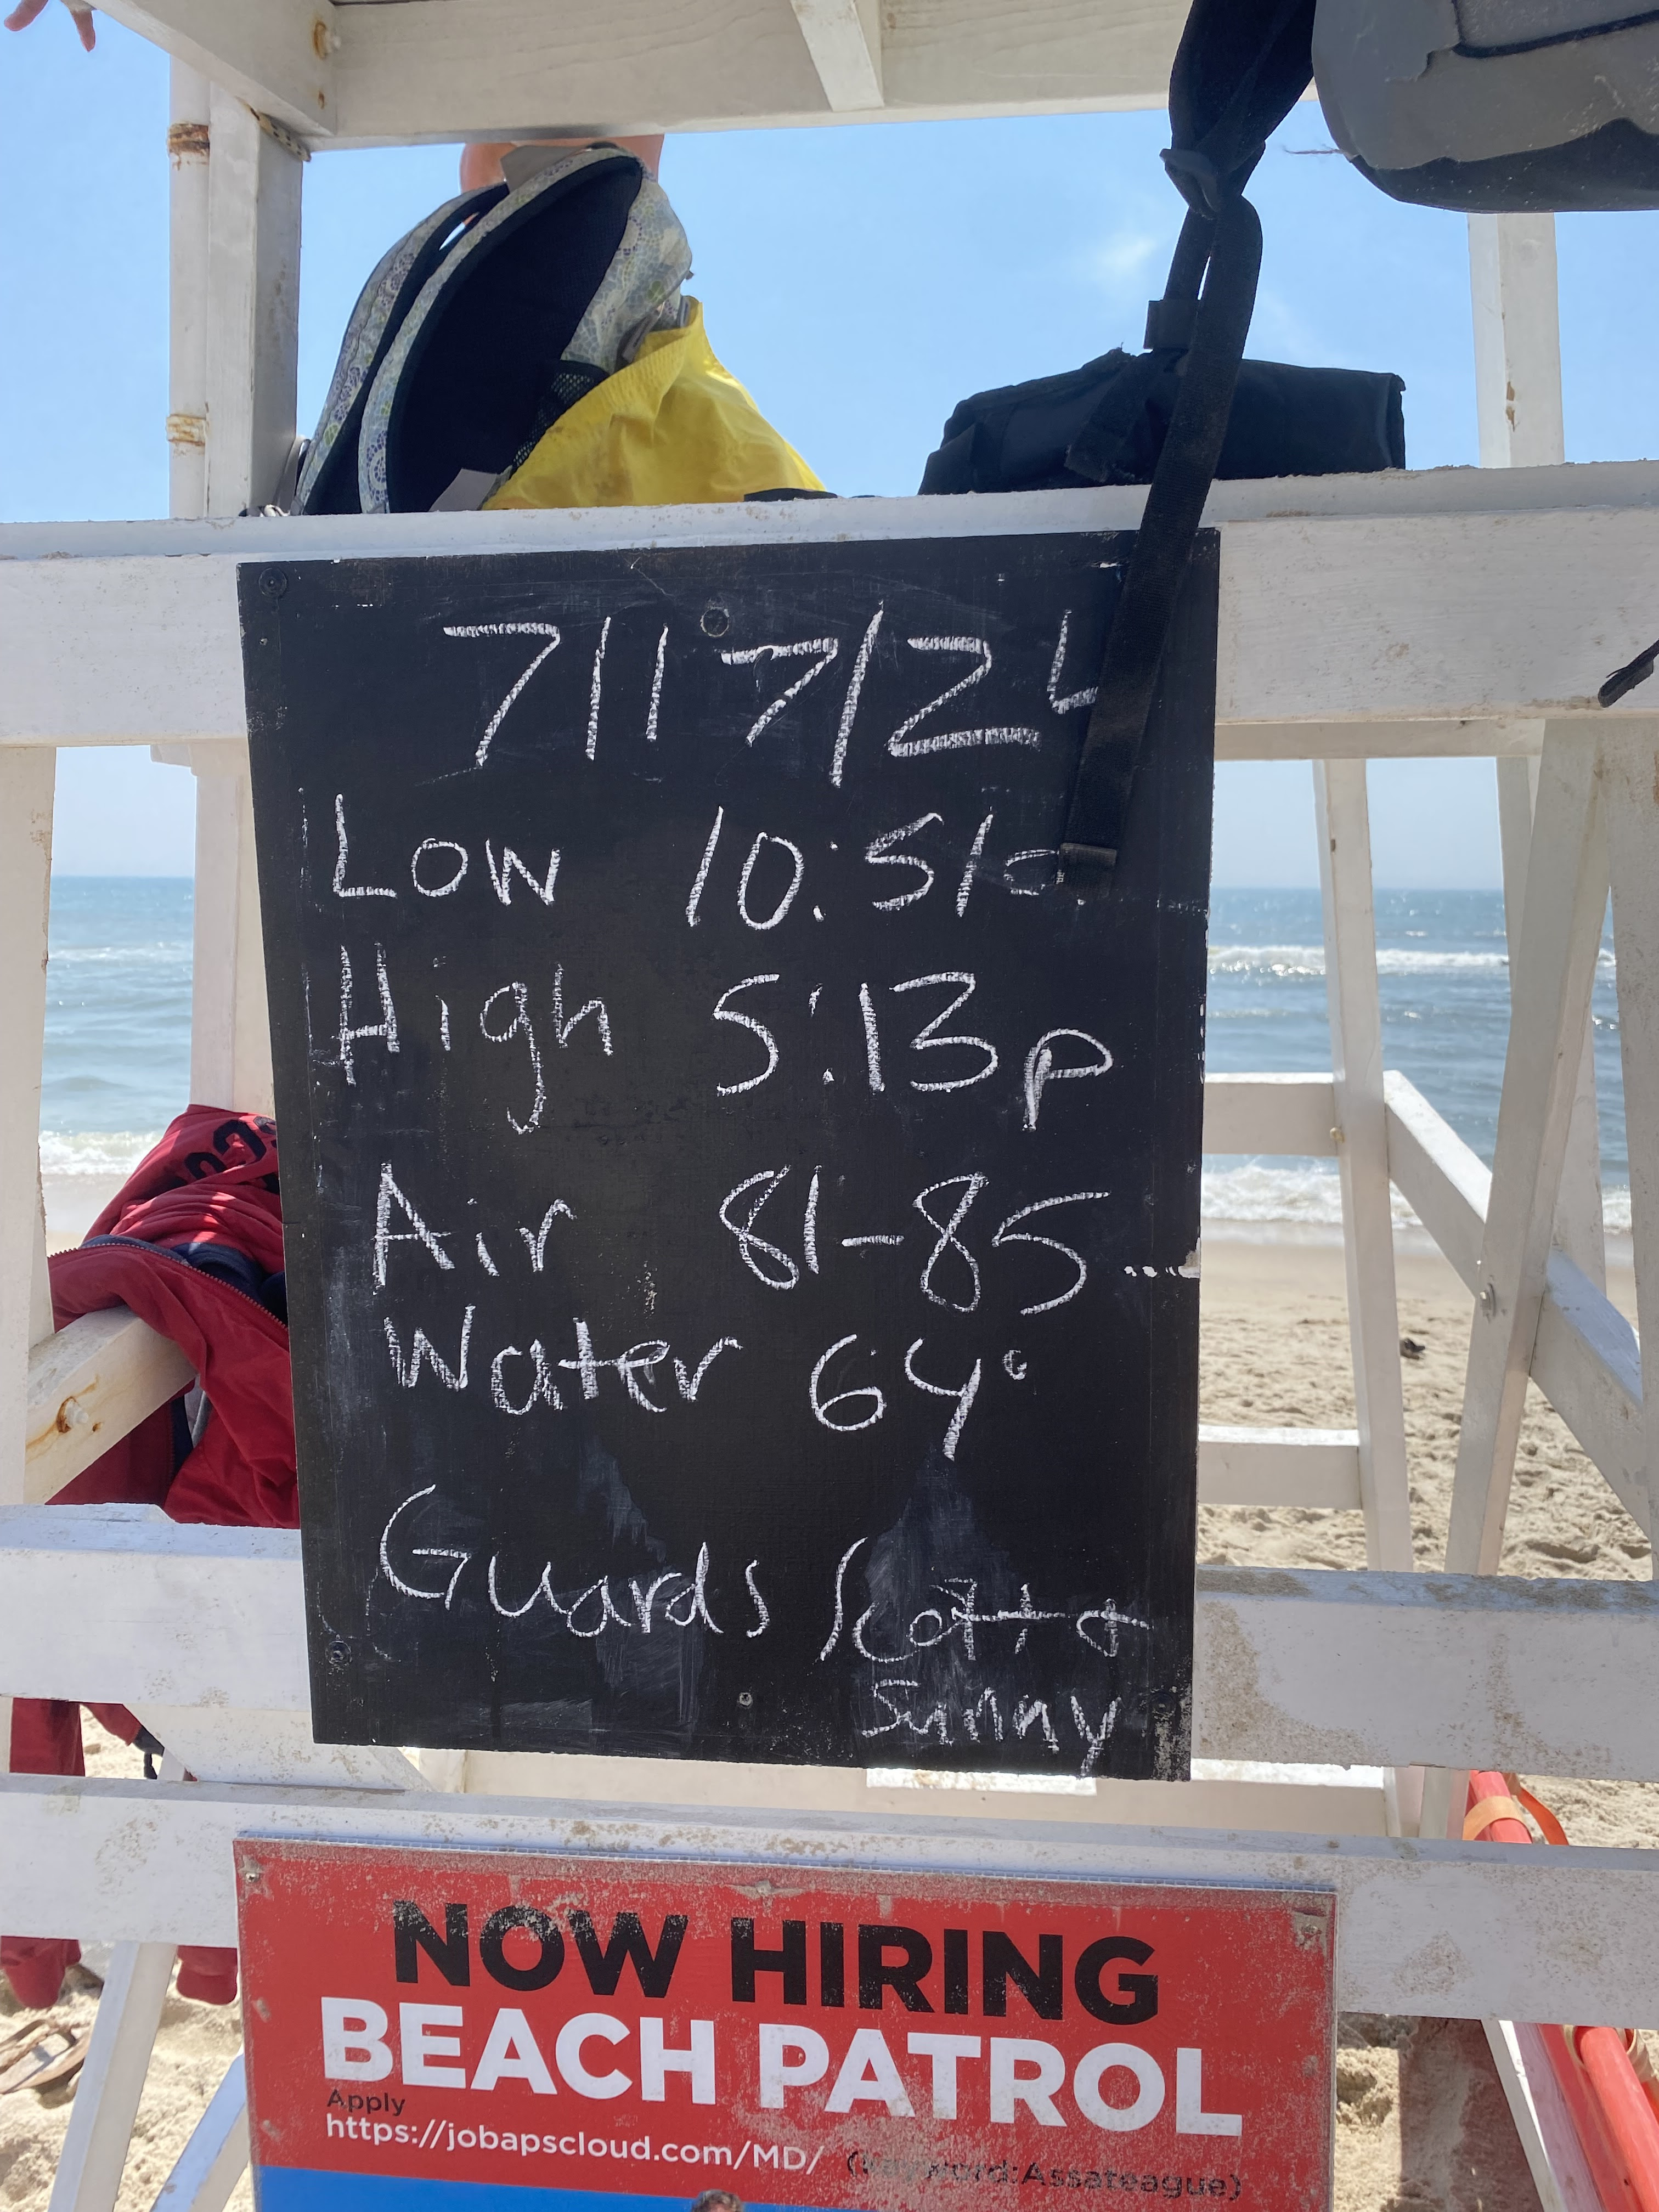 7/17/24
Low 10:51a
High 5:13p
Air 81-85
Water 64°
Guards Scott &
Sunny
NOW HIRING
BEACH PATROL
Apply
https://jobapscloud.com/MD/ (keyword:Assateague)